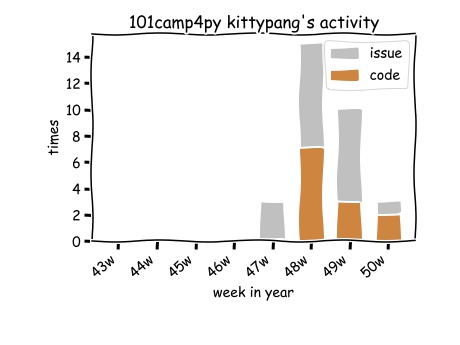 101camp4py kittypang's activity
issue
code
14
12
10
8
6
4
2
0
times
43w 44w 45w 46w 47w 48w 49w 50w
week in year